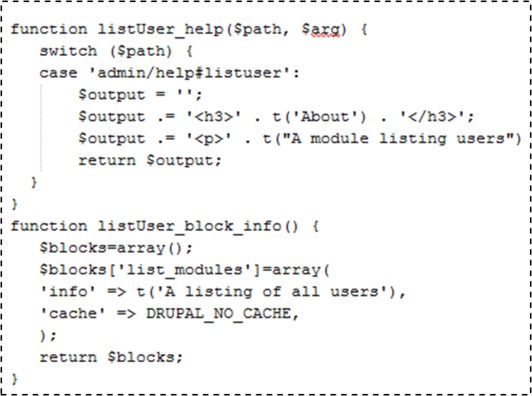 function listUser_help($path, $arg) {
switch ($path) {
case 'admin/help#listuser':
$output = '';
$output .= '<h3>' . t('About') . '</h3>';
$output .= '<p>' . t("A module listing users")
return $output;
}
}
function listUser_block_info() {
$blocks=array();
$blocks['list_modules']=array(
'info' => t('A listing of all users'),
'cache' => DRUPAL_NO_CACHE,
);
return $blocks;
}